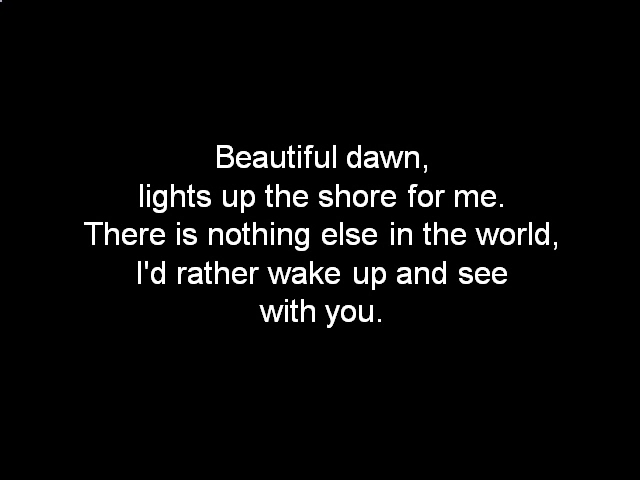 Beautiful dawn,
lights up the shore for me.
There is nothing else in the world,
I'd rather wake up and see
with you.